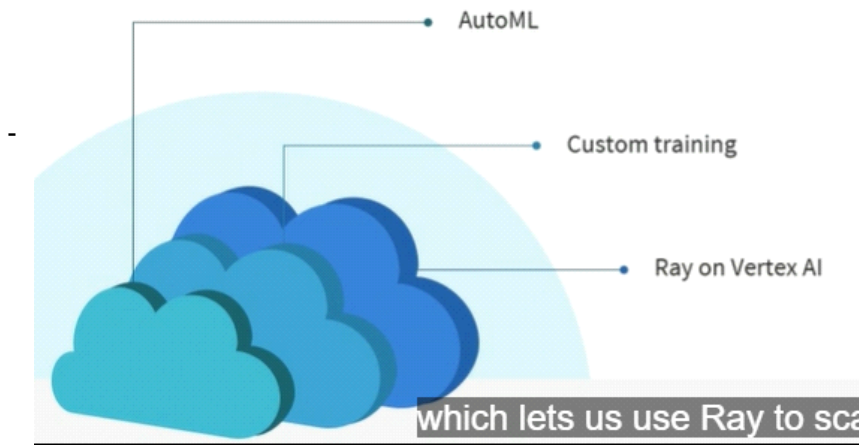 AutoML
-
Custom training
Ray on Vertex AI
which lets us use Ray to sca